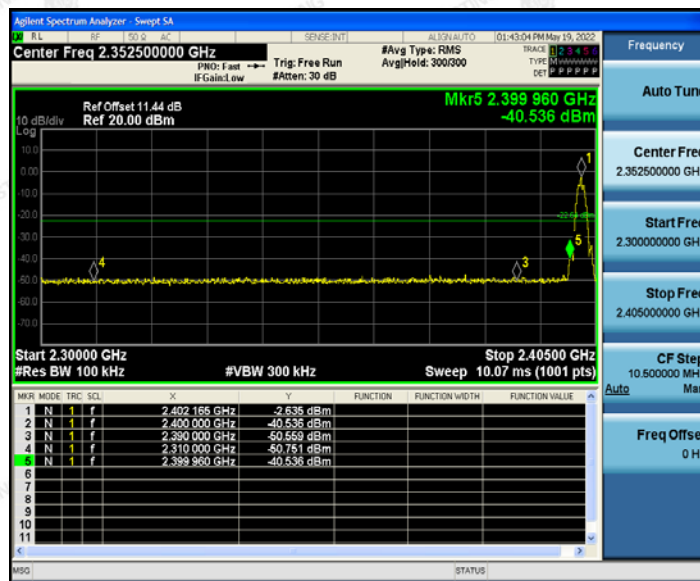 Agilent Spectrum Analyzer - Swept SA
RL RF 50 Ω AC SENSE:INT ALIGN AUTO 01:43:04 PM May 19, 2022
Center Freq 2.352500000 GHz
PNO: Fast
IFGain:Low
Trig: Free Run
#Atten: 30 dB
#Avg Type: RMS
Avg|Hold: 300/300
TRACE 1 2 3 4 5 6
TYPE M
DET P P P P P P
Frequency
Auto Tune
Center Fre
2.352500000 GH
Start Fre
2.300000000 GH
Stop Fre
2.405000000 GH
CF Step
10.500000 MH
Auto Ma
Freq Offse
0 H
Mkr5 2.399 960 GHz
-40.536 dBm
Ref Offset 11.44 dB
10 dB/div Ref 20.00 dBm
Log
10.0
0.00
-10.0
-20.0
-30.0
-40.0
-50.0
-60.0
-70.0
1
5
3
4
Start 2.30000 GHz Stop 2.40500 GHz
#Res BW 100 kHz #VBW 300 kHz Sweep 10.07 ms (1001 pts)
MKR MODE TRC SCL X Y FUNCTION FUNCTION WIDTH FUNCTION VALUE
1 N 1 f 2.402 165 GHz -2.635 dBm
2 N 1 f 2.400 000 GHz -40.536 dBm
3 N 1 f 2.390 000 GHz -50.559 dBm
4 N 1 f 2.310 000 GHz -50.751 dBm
5 N 1 f 2.399 960 GHz -40.536 dBm
6
7
8
9
10
11
MSG STATUS